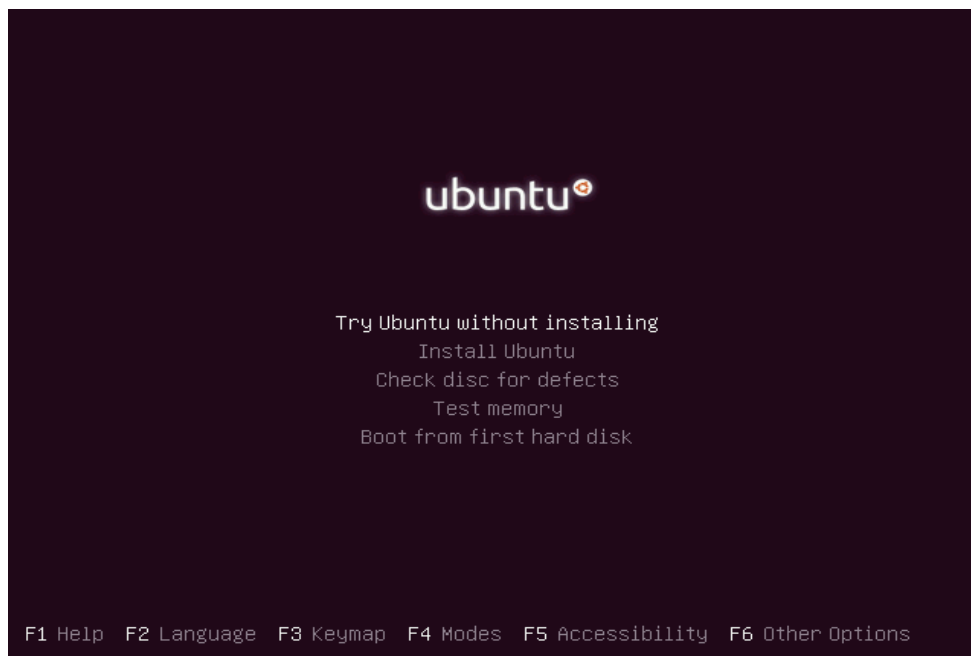 ubuntu
Try Ubuntu without installing
Install Ubuntu
Check disc for defects
Test memory
Boot from first hard disk
F1 Help F2 Language F3 Keymap F4 Modes F5 Accessibility F6 Other Options